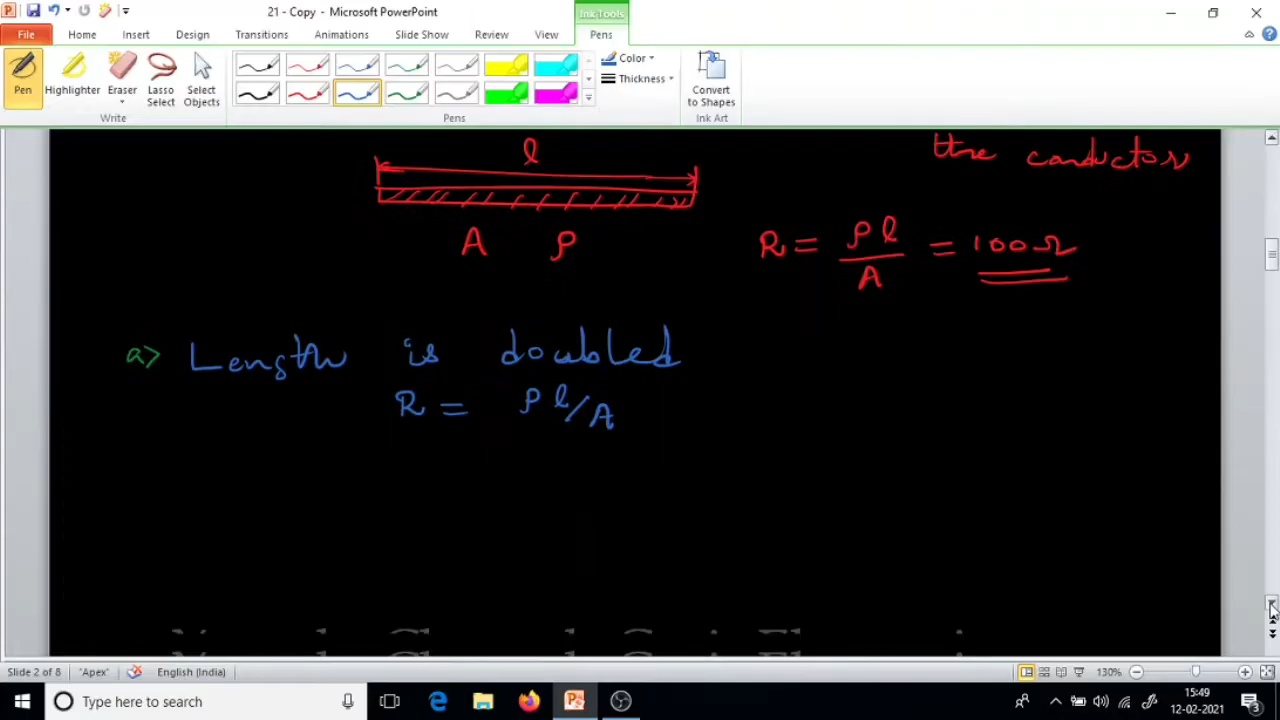 21 - Copy - Microsoft PowerPoint
Ink Tools
File Home Insert Design Transitions Animations Slide Show Review View Pens
Pen Highlighter Eraser Lasso Select Select Objects
Color
Thickness
Convert to Shapes
Write Pens Ink Art
the conductor
l
A ρ
R = ρl/A = 100Ω
a> Length is doubled
R = ρl/A
Slide 2 of 8 "Apex" English (India) 130%
Type here to search
15:49
12-02-2021
3